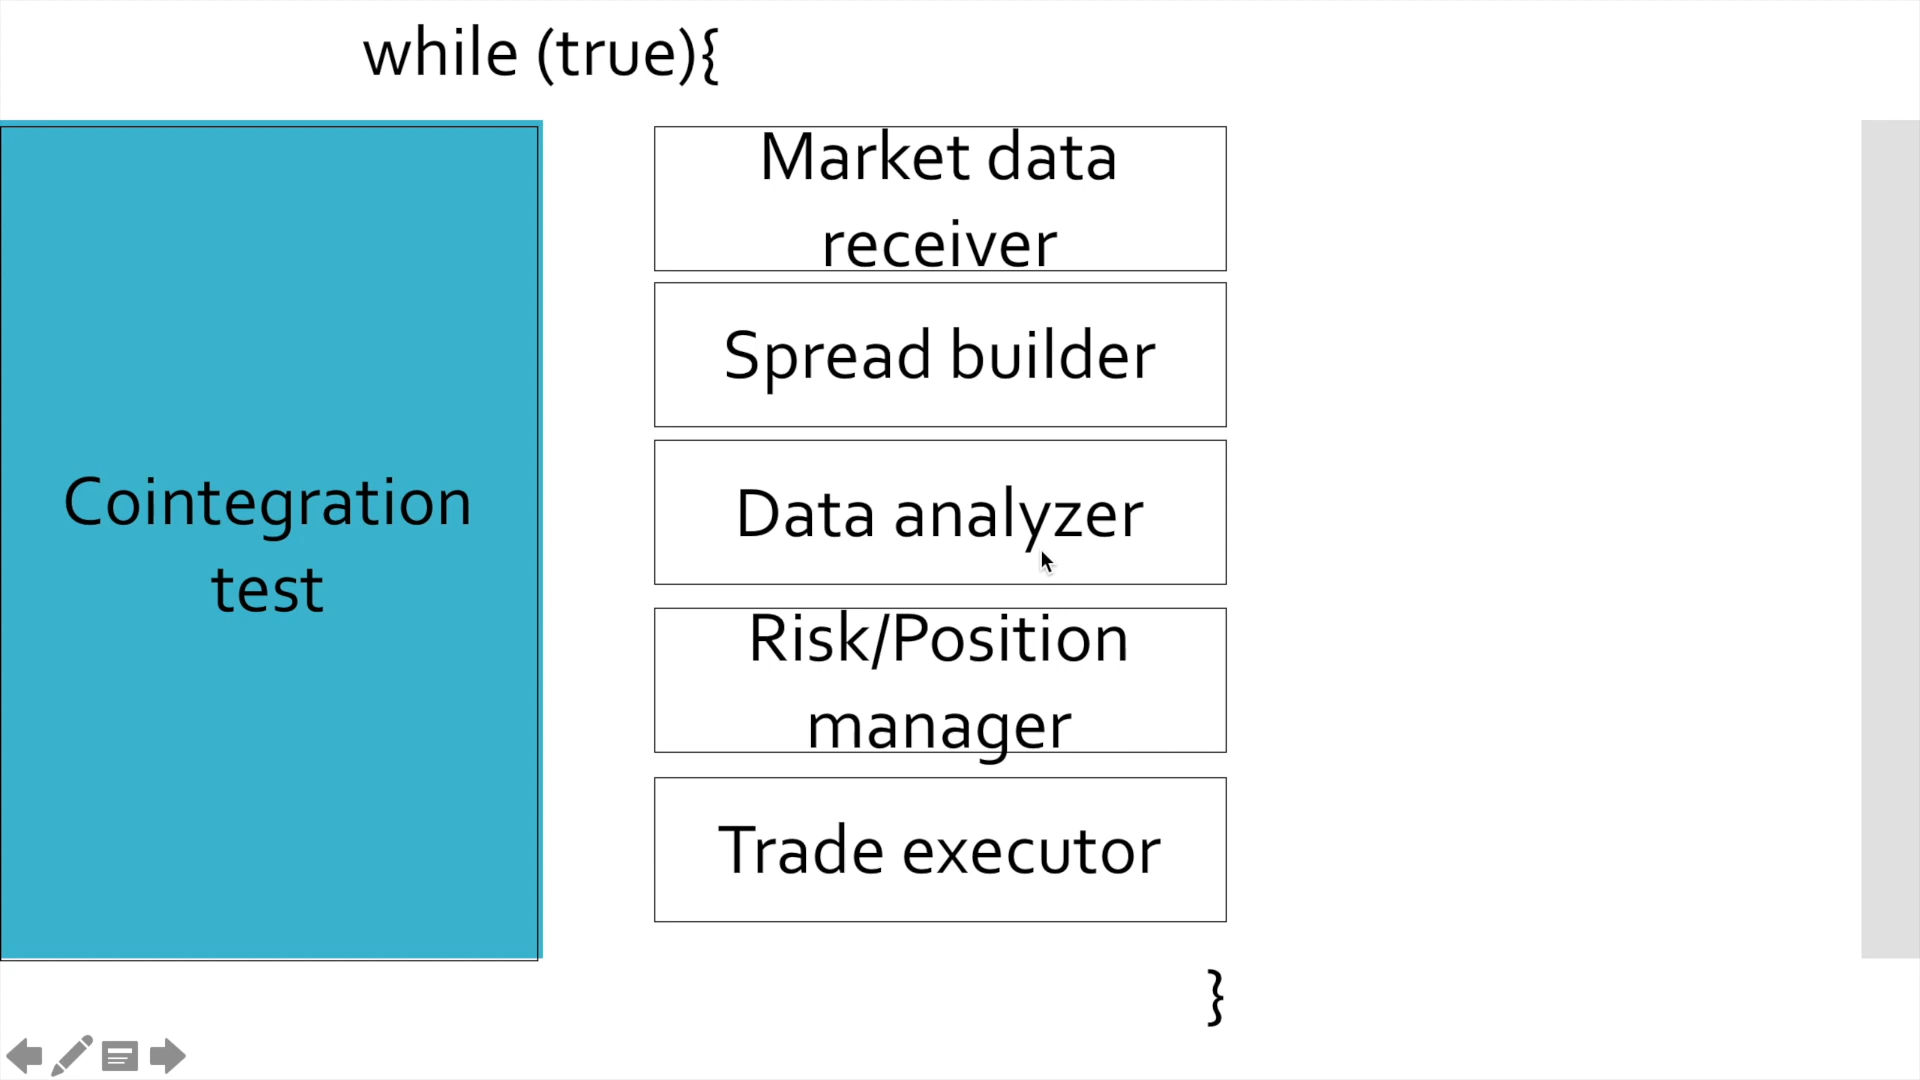 while (true){
Cointegration
test
Market data
receiver
Spread builder
Data analyzer
Risk/Position
manager
Trade executor
}